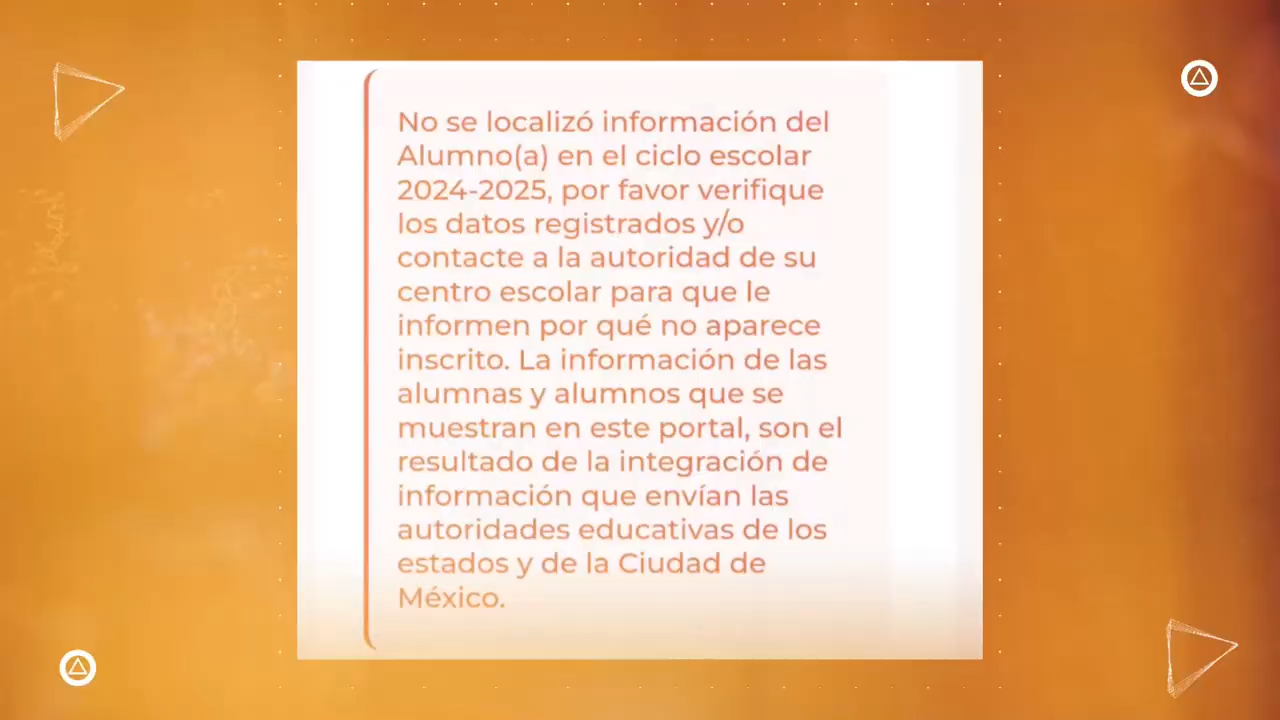 No se localizó información del
Alumno(a) en el ciclo escolar
2024-2025, por favor verifique
los datos registrados y/o
contacte a la autoridad de su
centro escolar para que le
informen por qué no aparece
inscrito. La información de las
alumnas y alumnos que se
muestran en este portal, son el
resultado de la integración de
información que envían las
autoridades educativas de los
estados y de la Ciudad de
México.